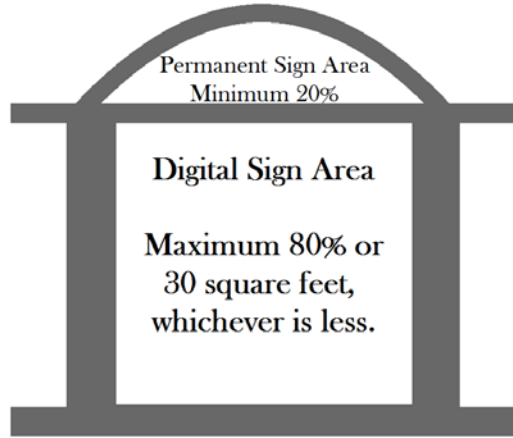 Permanent Sign Area
Minimum 20%
Digital Sign Area
Maximum 80% or
30 square feet,
whichever is less.